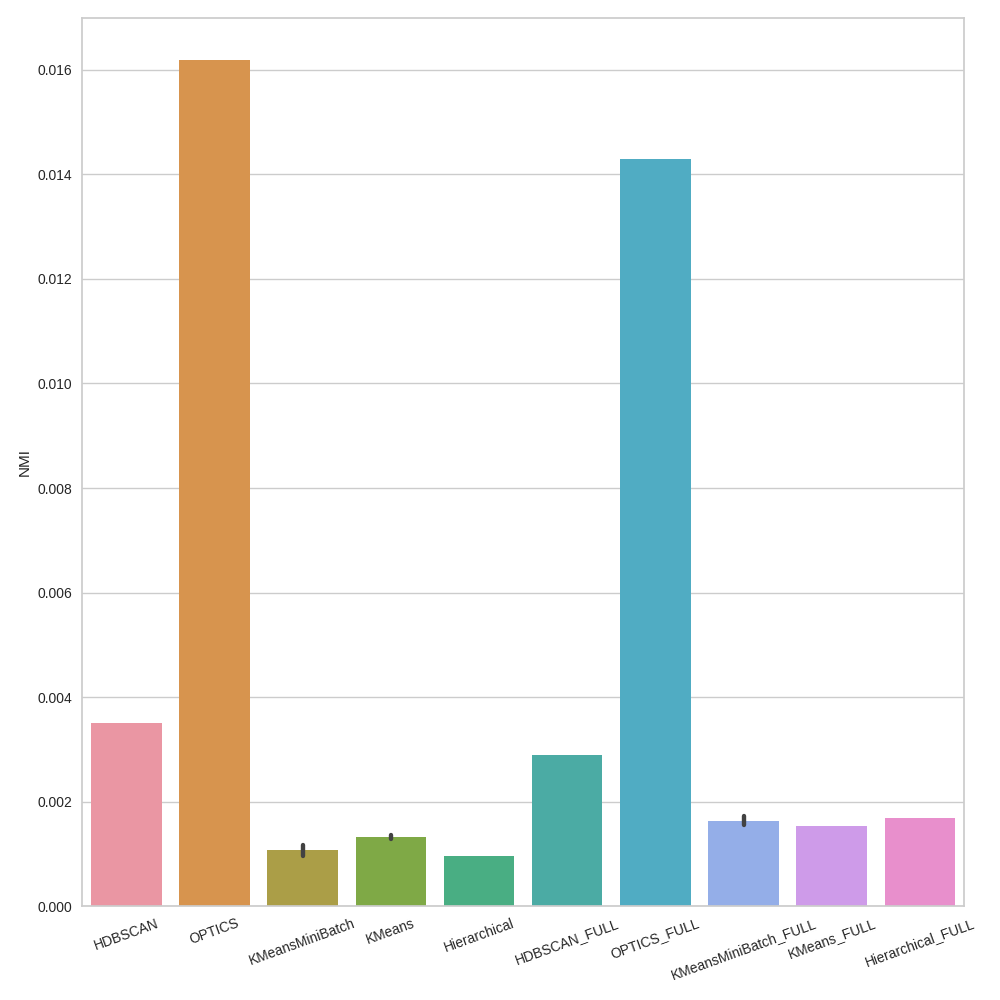 NMI
0.016
0.014
0.012
0.010
0.008
0.006
0.004
0.002
0.000
HDBSCAN
OPTICS
KMeansMiniBatch
KMeans
Hierarchical
HDBSCAN_FULL
OPTICS_FULL
KMeansMiniBatch_FULL
KMeans_FULL
Hierarchical_FULL